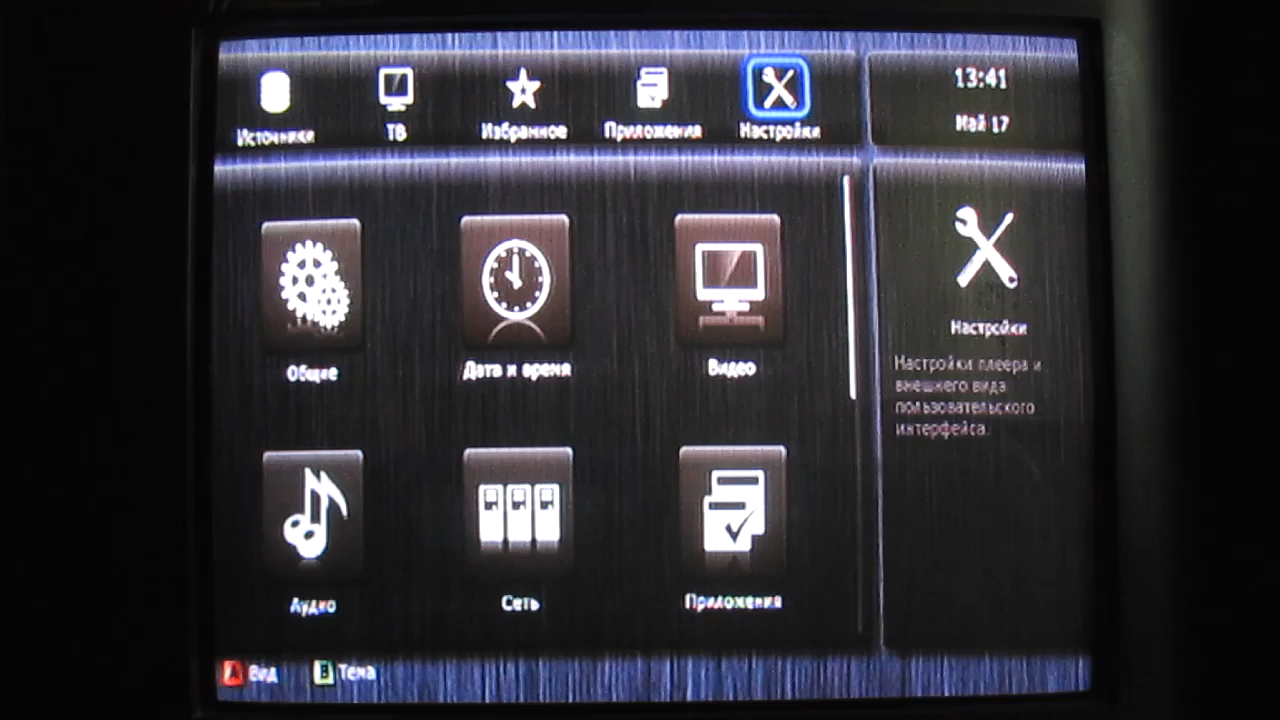 Источники
ТВ
Избранное
Приложения
Настройки
13:41
Май 17
Общие
Дата и время
Видео
Аудио
Сеть
Приложения
Настройки
Настройки плеера и
внешнего вида
пользовательского
интерфейса.
A Вид
B Тема